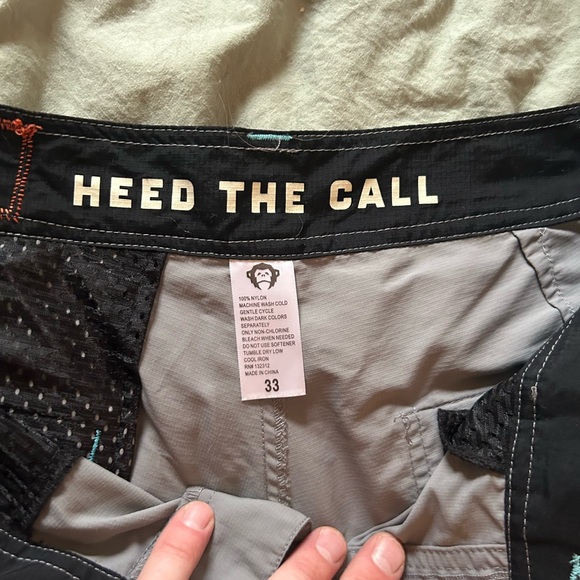 HEED THE CALL
100% NYLON
MACHINE WASH COLD
GENTLE CYCLE
WASH DARK COLORS
SEPARATELY
ONLY NON-CHLORINE
BLEACH WHEN NEEDED
DO NOT USE SOFTENER
TUMBLE DRY LOW
COOL IRON
RN# 132312
MADE IN CHINA
33